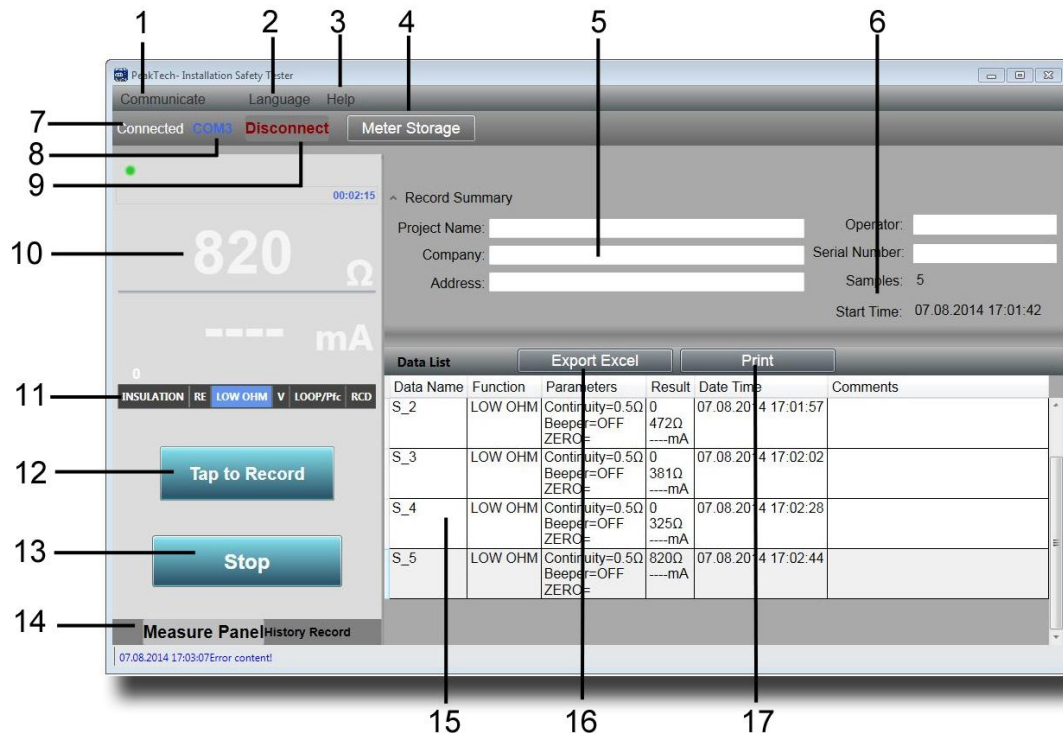 1 2 3 4 5 6
PeakTech- Installation Safety Tester
Communicate Language Help
7 Connected COM3 Disconnect Meter Storage
8
9
00:02:15
^ Record Summary
Project Name: Operator:
Company: Serial Number:
Address: Samples: 5
Start Time: 07.08.2014 17:01:42
10 820 Ω
---- mA
0
11 INSULATION RE LOW OHM V LOOP/Pfc RCD
12 Tap to Record
13 Stop
14 Measure Panel History Record
07.08.2014 17:03:07Error content!
Data List Export Excel Print
Data Name Function Parameters Result Date Time Comments
S_2 LOW OHM Continuity=0.5Ω 0 07.08.2014 17:01:57
Beeper=OFF 472Ω
ZERO= ----mA
S_3 LOW OHM Continuity=0.5Ω 0 07.08.2014 17:02:02
Beeper=OFF 381Ω
ZERO= ----mA
S_4 LOW OHM Continuity=0.5Ω 0 07.08.2014 17:02:28
Beeper=OFF 325Ω
ZERO= ----mA
S_5 LOW OHM Continuity=0.5Ω 820Ω 07.08.2014 17:02:44
Beeper=OFF ----mA
ZERO=
15 16 17